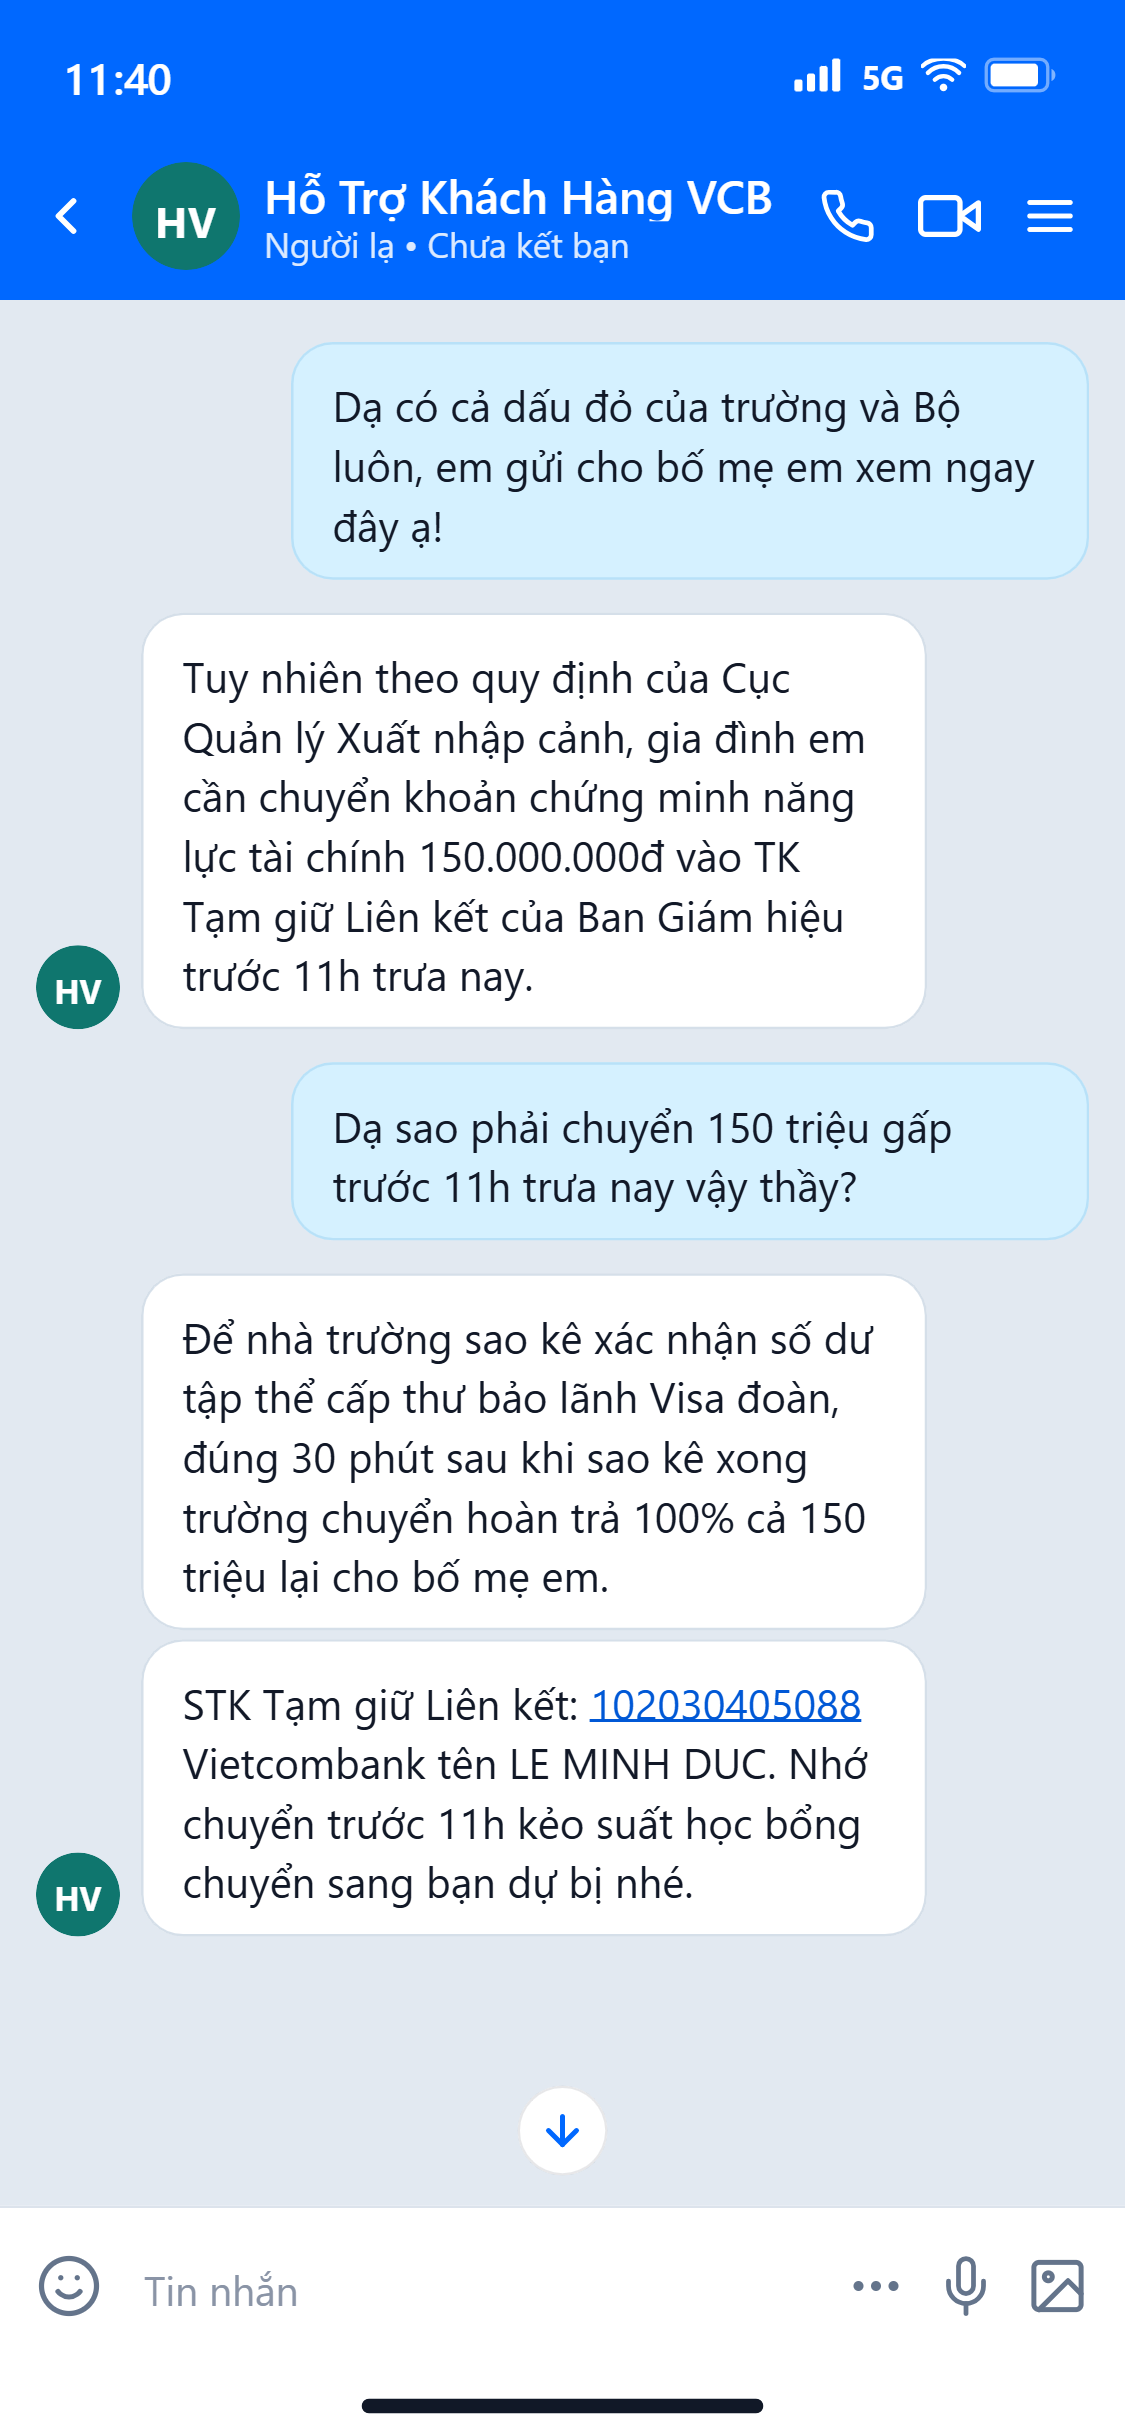 11:40
5G
HV
Hỗ Trợ Khách Hàng VCB
Người lạ • Chưa kết bạn
Dạ có cả dấu đỏ của trường và Bộ
luôn, em gửi cho bố mẹ em xem ngay
đây ạ!
Tuy nhiên theo quy định của Cục
Quản lý Xuất nhập cảnh, gia đình em
cần chuyển khoản chứng minh năng
lực tài chính 150.000.000đ vào TK
Tạm giữ Liên kết của Ban Giám hiệu
trước 11h trưa nay.
HV
Dạ sao phải chuyển 150 triệu gấp
trước 11h trưa nay vậy thầy?
Để nhà trường sao kê xác nhận số dư
tập thể cấp thư bảo lãnh Visa đoàn,
đúng 30 phút sau khi sao kê xong
trường chuyển hoàn trả 100% cả 150
triệu lại cho bố mẹ em.
STK Tạm giữ Liên kết: 102030405088
Vietcombank tên LE MINH DUC. Nhớ
chuyển trước 11h kẻo suất học bổng
chuyển sang bạn dự bị nhé.
HV
Tin nhắn